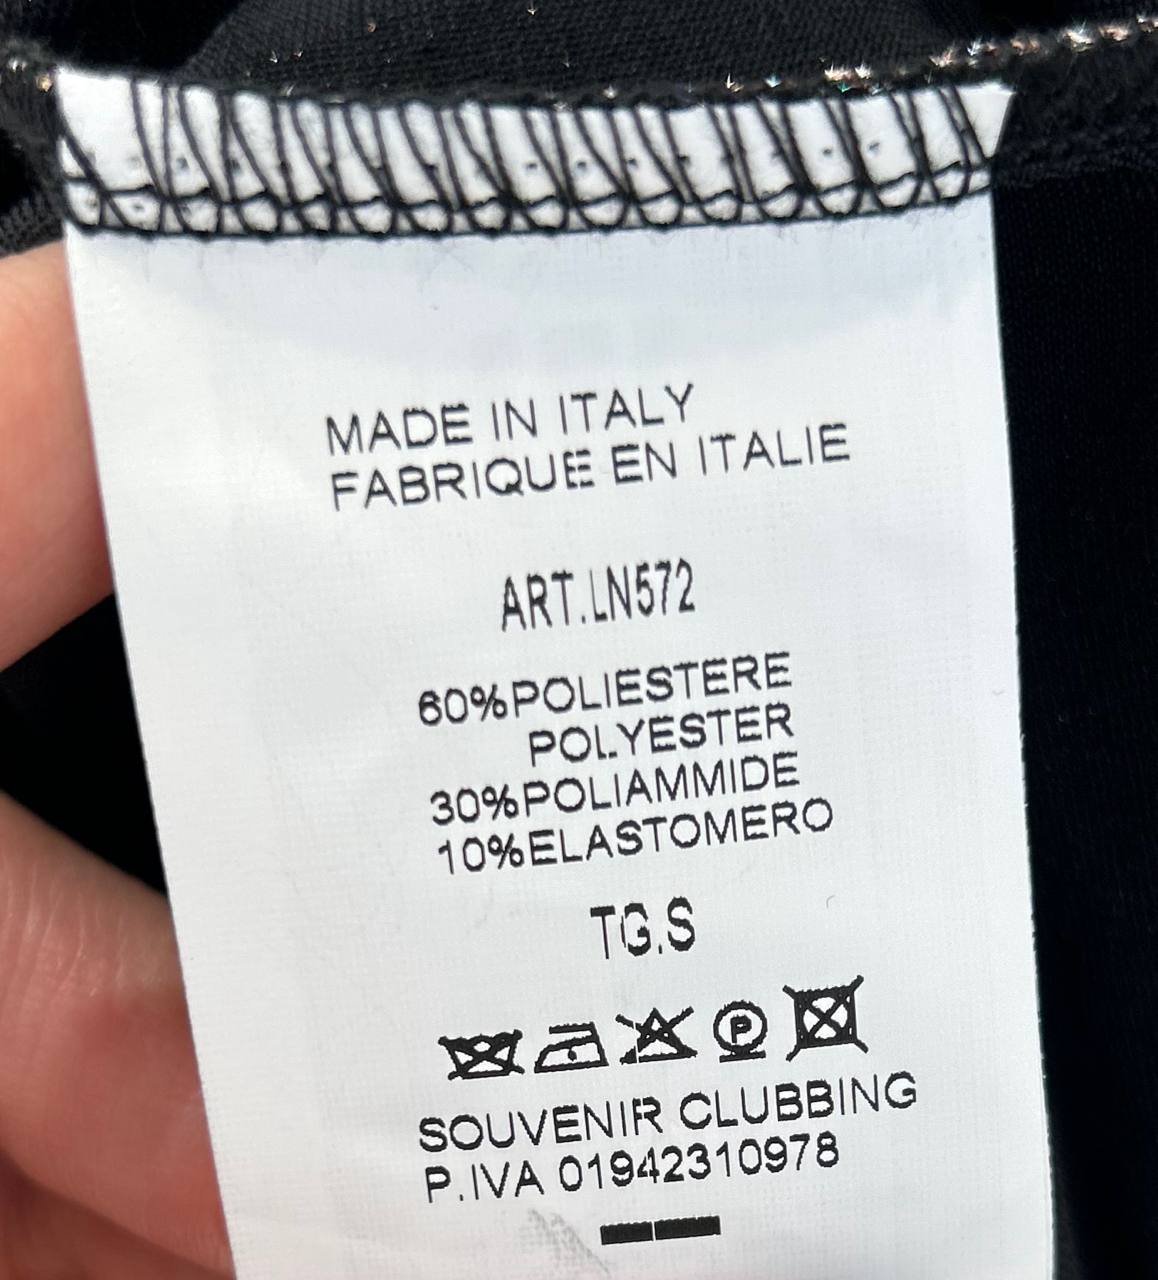 MADE IN ITALY
FABRIQUE EN ITALIE
ART.LN572
60%POLIESTERE
POLYESTER
30%POLIAMMIDE
10%ELASTOMERO
TG.S
P
SOUVENIR CLUBBING
P.IVA 01942310978